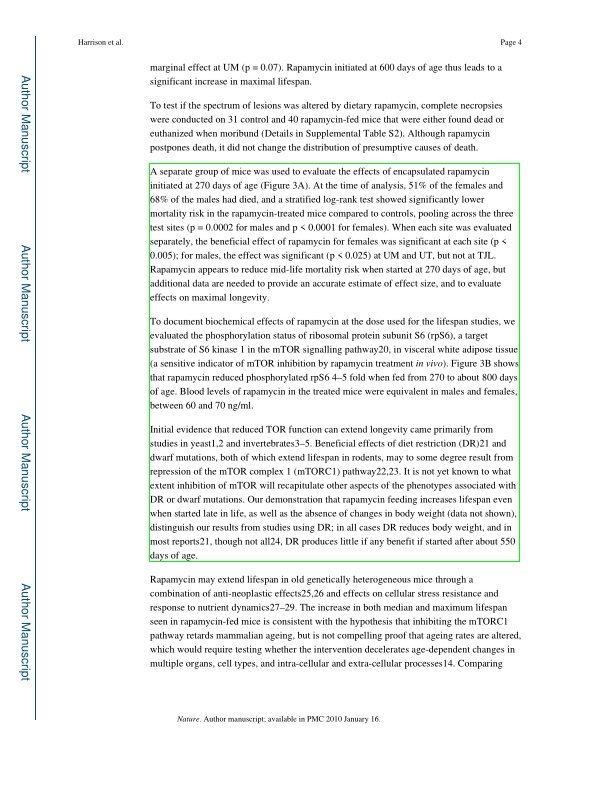 Harrison et al.
Page 4
marginal effect at UM (p = 0.07). Rapamycin initiated at 600 days of age thus leads to a
significant increase in maximal lifespan.
To test if the spectrum of lesions was altered by dietary rapamycin, complete necropsies
were conducted on 31 control and 40 rapamycin-fed mice that were either found dead or
euthanized when moribund (Details in Supplemental Table S2). Although rapamycin
postpones death, it did not change the distribution of presumptive causes of death.
A separate group of mice was used to evaluate the effects of encapsulated rapamycin
initiated at 270 days of age (Figure 3A). At the time of analysis, 51% of the females and
68% of the males had died, and a stratified log-rank test showed significantly lower
mortality risk in the rapamycin-treated mice compared to controls, pooling across the three
test sites (p = 0.0002 for males and p < 0.0001 for females). When each site was evaluated
separately, the beneficial effect of rapamycin for females was significant at each site (p <
0.005); for males, the effect was significant (p < 0.025) at UM and UT, but not at TJL.
Rapamycin appears to reduce mid-life mortality risk when started at 270 days of age, but
additional data are needed to provide an accurate estimate of effect size, and to evaluate
effects on maximal longevity.
To document biochemical effects of rapamycin at the dose used for the lifespan studies, we
evaluated the phosphorylation status of ribosomal protein subunit S6 (rpS6), a target
substrate of S6 kinase 1 in the mTOR signalling pathway20, in visceral white adipose tissue
(a sensitive indicator of mTOR inhibition by rapamycin treatment in vivo). Figure 3B shows
that rapamycin reduced phosphorylated rpS6 4–5 fold when fed from 270 to about 800 days
of age. Blood levels of rapamycin in the treated mice were equivalent in males and females,
between 60 and 70 ng/ml.
Initial evidence that reduced TOR function can extend longevity came primarily from
studies in yeast1,2 and invertebrates3–5. Beneficial effects of diet restriction (DR)21 and
dwarf mutations, both of which extend lifespan in rodents, may to some degree result from
repression of the mTOR complex 1 (mTORC1) pathway22,23. It is not yet known to what
extent inhibition of mTOR will recapitulate other aspects of the phenotypes associated with
DR or dwarf mutations. Our demonstration that rapamycin feeding increases lifespan even
when started late in life, as well as the absence of changes in body weight (data not shown),
distinguish our results from studies using DR; in all cases DR reduces body weight, and in
most reports21, though not all24, DR produces little if any benefit if started after about 550
days of age.
Rapamycin may extend lifespan in old genetically heterogeneous mice through a
combination of anti-neoplastic effects25,26 and effects on cellular stress resistance and
response to nutrient dynamics27–29. The increase in both median and maximum lifespan
seen in rapamycin-fed mice is consistent with the hypothesis that inhibiting the mTORC1
pathway retards mammalian ageing, but is not compelling proof that ageing rates are altered,
which would require testing whether the intervention decelerates age-dependent changes in
multiple organs, cell types, and intra-cellular and extra-cellular processes14. Comparing
Nature. Author manuscript; available in PMC 2010 January 16.
Author Manuscript
Author Manuscript
Author Manuscript
Author Manuscript